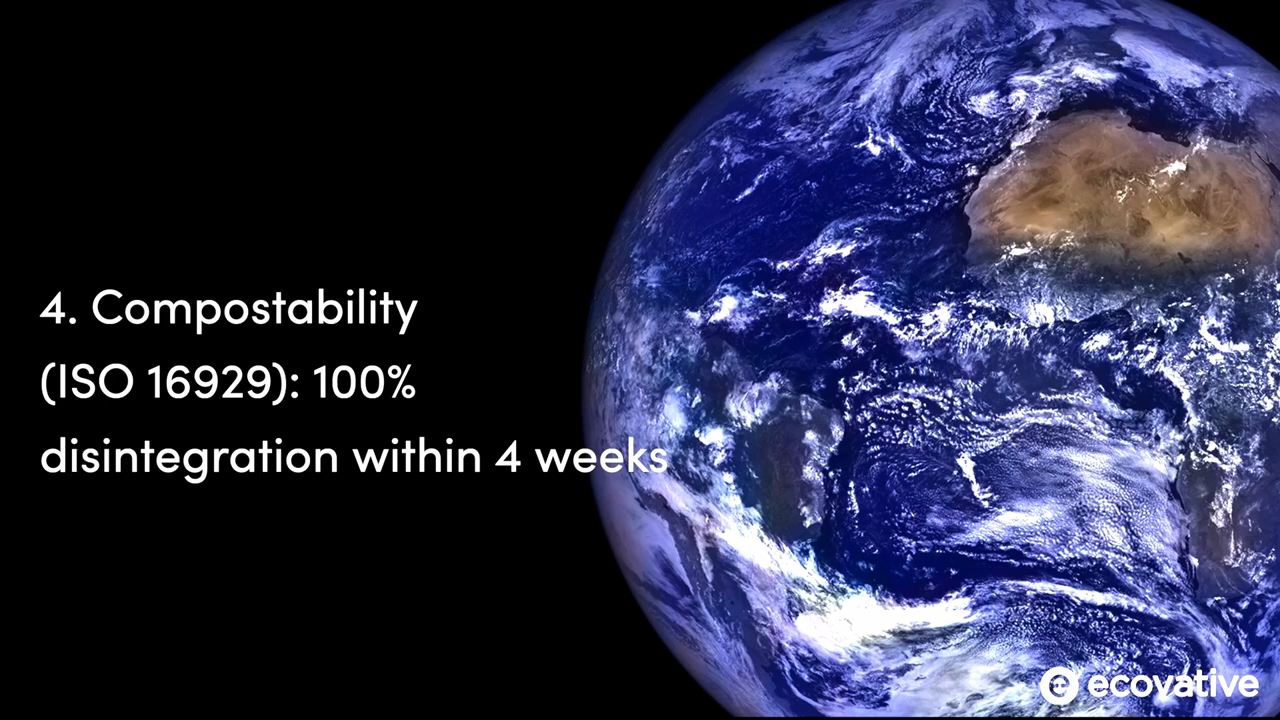 4. Compostability
(ISO 16929): 100%
disintegration within 4 weeks
ecovative